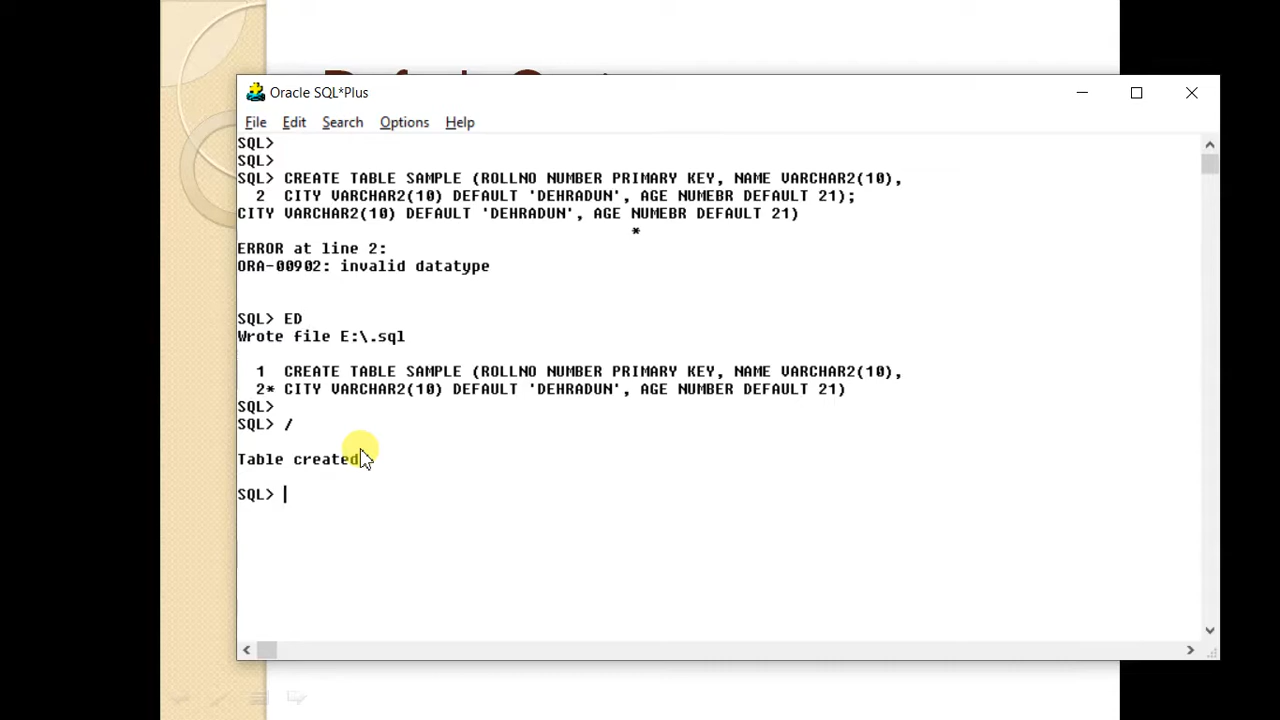 Oracle SQL*Plus
File Edit Search Options Help
SQL>
SQL>
SQL> CREATE TABLE SAMPLE (ROLLNO NUMBER PRIMARY KEY, NAME VARCHAR2(10),
2 CITY VARCHAR2(10) DEFAULT 'DEHRADUN', AGE NUMEBR DEFAULT 21);
CITY VARCHAR2(10) DEFAULT 'DEHRADUN', AGE NUMEBR DEFAULT 21)
*
ERROR at line 2:
ORA-00902: invalid datatype
SQL> ED
Wrote file E:\.sql
1 CREATE TABLE SAMPLE (ROLLNO NUMBER PRIMARY KEY, NAME VARCHAR2(10),
2* CITY VARCHAR2(10) DEFAULT 'DEHRADUN', AGE NUMBER DEFAULT 21)
SQL>
SQL> /
Table created
SQL>